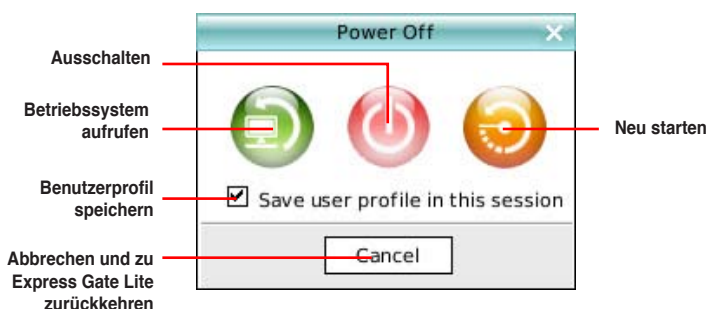 Power Off
Ausschalten
Betriebssystem
aufrufen
Neu starten
Benutzerprofil
speichern
Save user profile in this session
Abbrechen und zu
Express Gate Lite
zurückkehren
Cancel